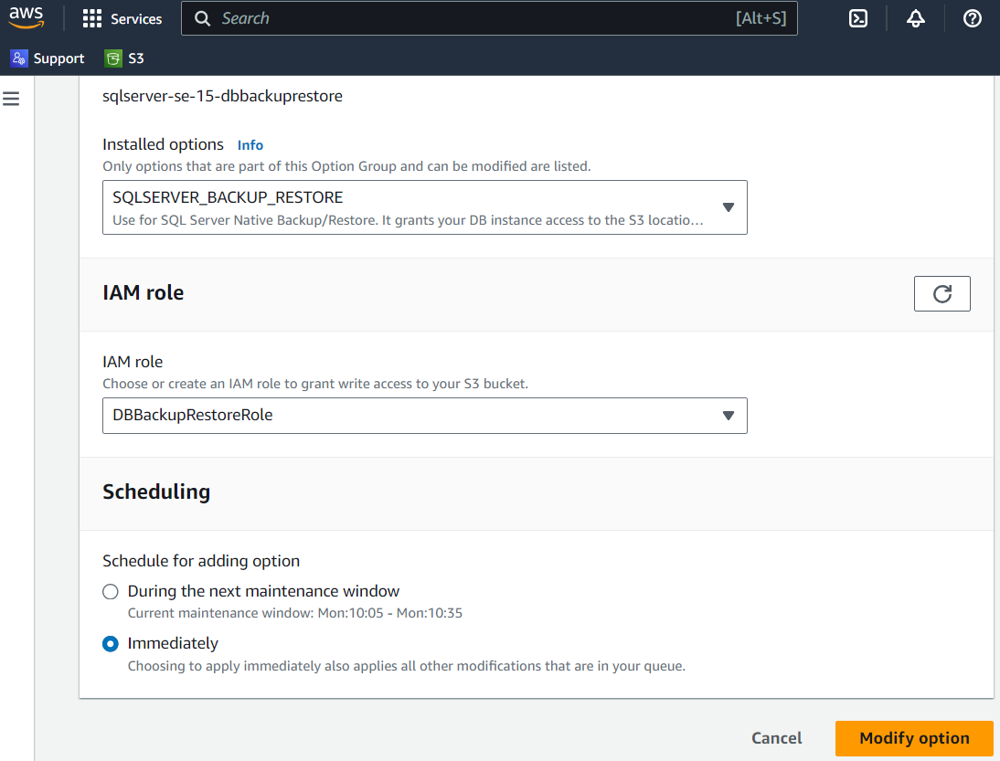 aws
Services
Search
[Alt+S]
Support
S3
sqlserver-se-15-dbbackuprestore
Installed options Info
Only options that are part of this Option Group and can be modified are listed.
SQLSERVER_BACKUP_RESTORE
Use for SQL Server Native Backup/Restore. It grants your DB instance access to the S3 locatio...
IAM role
IAM role
Choose or create an IAM role to grant write access to your S3 bucket.
DBBackupRestoreRole
Scheduling
Schedule for adding option
During the next maintenance window
Current maintenance window: Mon:10:05 - Mon:10:35
Immediately
Choosing to apply immediately also applies all other modifications that are in your queue.
Cancel
Modify option